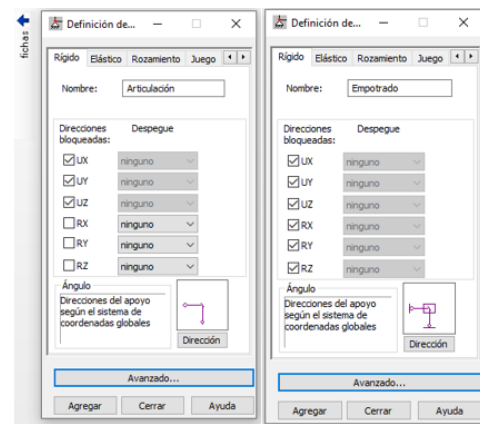 fichas
Definición de...
Rígido Elástico Rozamiento Juego
Nombre: Articulación
Direcciones bloqueadas:
Despegue
UX ninguno
UY ninguno
UZ ninguno
RX ninguno
RY ninguno
RZ ninguno
Ángulo
Direcciones del apoyo
según el sistema de
coordenadas globales
Dirección
Avanzado...
Agregar Cerrar Ayuda
Definición de...
Rígido Elástico Rozamiento Juego
Nombre: Empotrado
Direcciones bloqueadas:
Despegue
UX ninguno
UY ninguno
UZ ninguno
RX ninguno
RY ninguno
RZ ninguno
Ángulo
Direcciones del apoyo
según el sistema de
coordenadas globales
Dirección
Avanzado...
Agregar Cerrar Ayuda